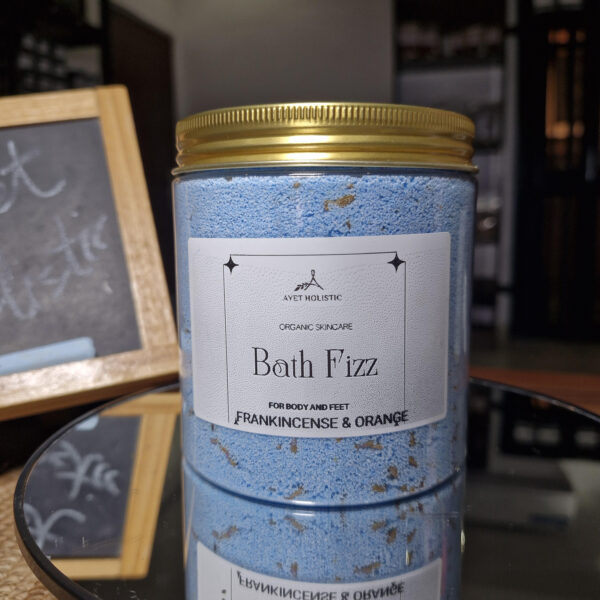 AYET HOLISTIC
ORGANIC SKINCARE
Bath Fizz
FOR BODY AND FEET
FRANKINCENSE & ORANGE